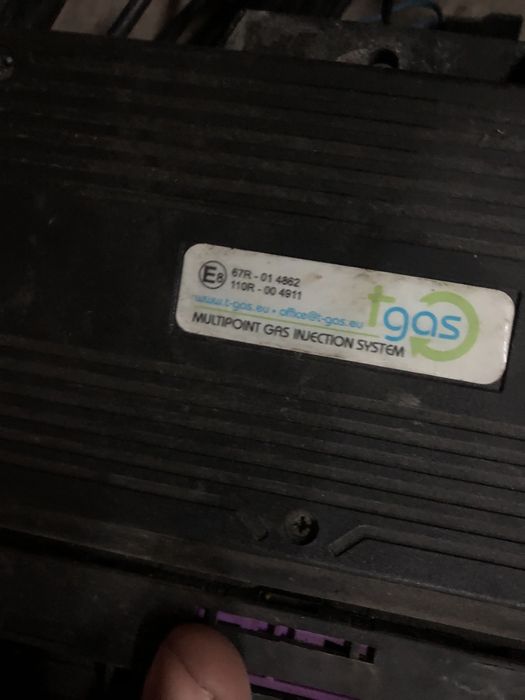 E8 67R - 01 4862
110R - 00 4911
www.t-gas.eu • office@t-gas.eu
MULTIPOINT GAS INJECTION SYSTEM
tgas